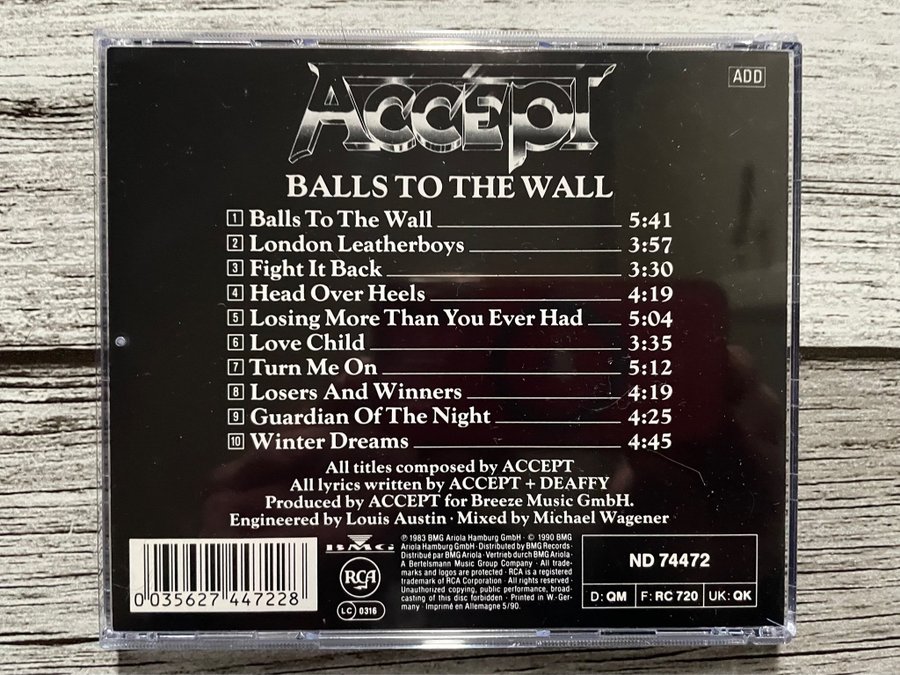 ADD
ACCEPT
BALLS TO THE WALL
1 Balls To The Wall 5:41
2 London Leatherboys 3:57
3 Fight It Back 3:30
4 Head Over Heels 4:19
5 Losing More Than You Ever Had 5:04
6 Love Child 3:35
7 Turn Me On 5:12
8 Losers And Winners 4:19
9 Guardian Of The Night 4:25
10 Winter Dreams 4:45
All titles composed by ACCEPT
All lyrics written by ACCEPT + DEAFFY
Produced by ACCEPT for Breeze Music GmbH.
Engineered by Louis Austin · Mixed by Michael Wagener
0 035627 447228
BMG
RCA
LC 0316
℗ 1983 BMG Ariola Hamburg GmbH · © 1990 BMG
Ariola Hamburg GmbH · Distributed by BMG Records ·
Distribué par BMG Ariola · Vertrieb durch BMG Ariola ·
A Bertelsmann Music Group Company · All trade-
marks and logos are protected · RCA is a registered
trademark of RCA Corporation · All rights reserved ·
Unauthorized copying, public performance, broad-
casting of this disc forbidden · Printed in W.-Ger-
many · Imprimé en Allemagne 5/90.
ND 74472
D: QM F: RC 720 UK: QK